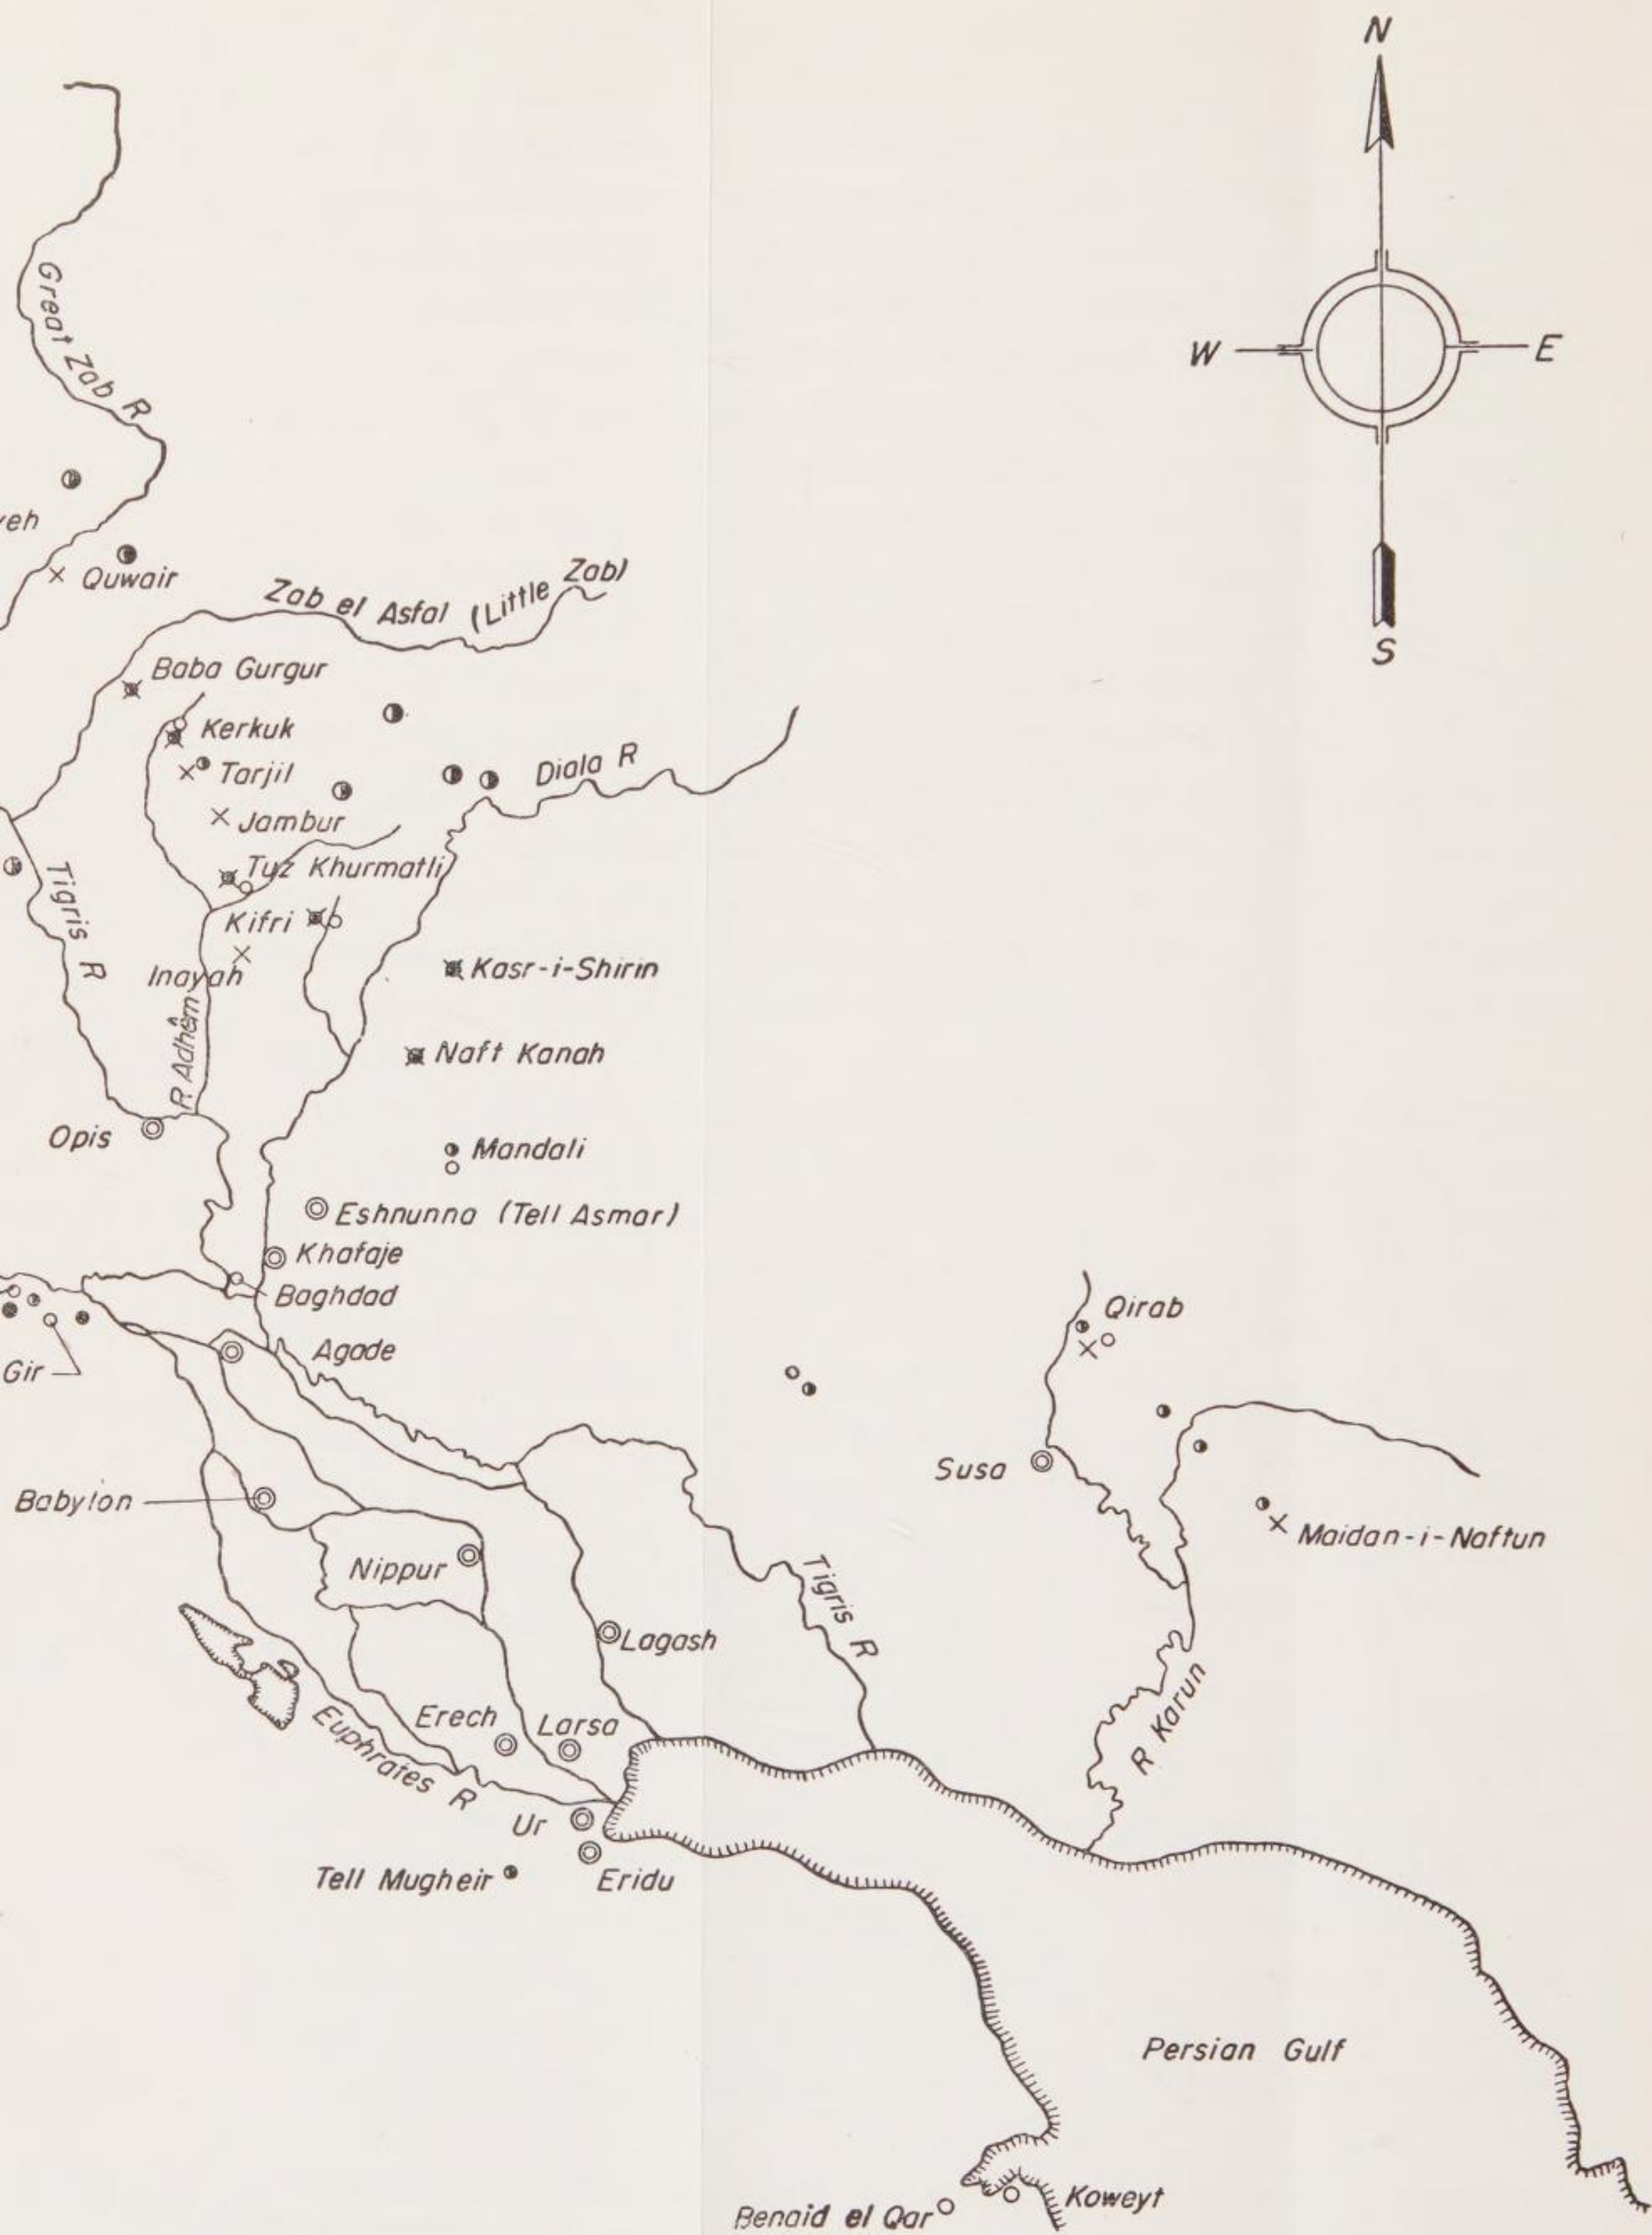 N
W
E
S
Great Zab R
veh
Quwair
Zab el Asfal (Little Zab)
Baba Gurgur
Kerkuk
Tarjil
Jambur
Diala R
Tuz Khurmatli
Tigris R
Kifri
Inayah
Kasr-i-Shirin
R Adhêm
Naft Kanah
Opis
Mandali
Eshnunna (Tell Asmar)
Khafaje
Baghdad
Qirab
Agade
Gir
Susa
Babylon
Maidan-i-Naftun
Nippur
Tigris R
Lagash
R Karun
Erech
Larsa
Euphrates R
Ur
Tell Mugheir
Eridu
Persian Gulf
Koweyt
Benaid el Qar